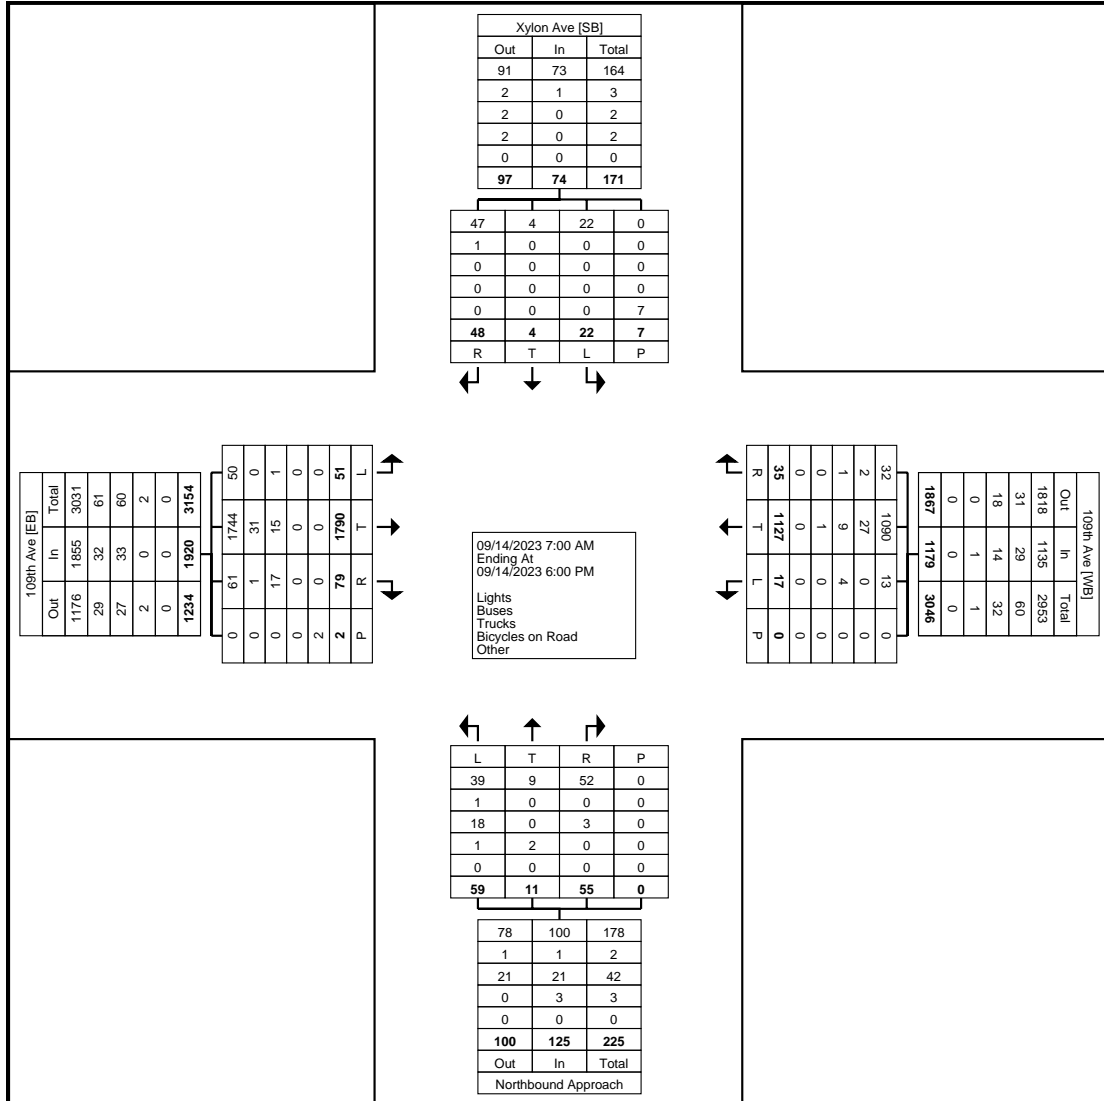 Xylon Ave [SB]
Out In Total
91 73 164
2 1 3
2 0 2
2 0 2
0 0 0
97 74 171
47 4 22 0
1 0 0 0
0 0 0 0
0 0 0 0
0 0 0 7
48 4 22 7
R T L P
109th Ave [EB]
Total 3031 61 60 2 0 3154
In 1855 32 33 0 0 1920
Out 1176 29 27 2 0 1234
50 0 1 0 0 51 L
1744 31 15 0 0 1790 T
61 1 17 0 0 79 R
0 0 0 0 2 2 P
09/14/2023 7:00 AM
Ending At
09/14/2023 6:00 PM
Lights
Buses
Trucks
Bicycles on Road
Other
R 35 0 0 1 2 32
T 1127 0 1 9 27 1090
L 17 0 0 4 0 13
P 0 0 0 0 0 0
109th Ave [WB]
Out 1818 31 18 0 0 1867
In 1135 29 14 1 0 1179
Total 2953 60 32 1 0 3046
L T R P
39 9 52 0
1 0 0 0
18 0 3 0
1 2 0 0
0 0 0 0
59 11 55 0
78 100 178
1 1 2
21 21 42
0 3 3
0 0 0
100 125 225
Out In Total
Northbound Approach